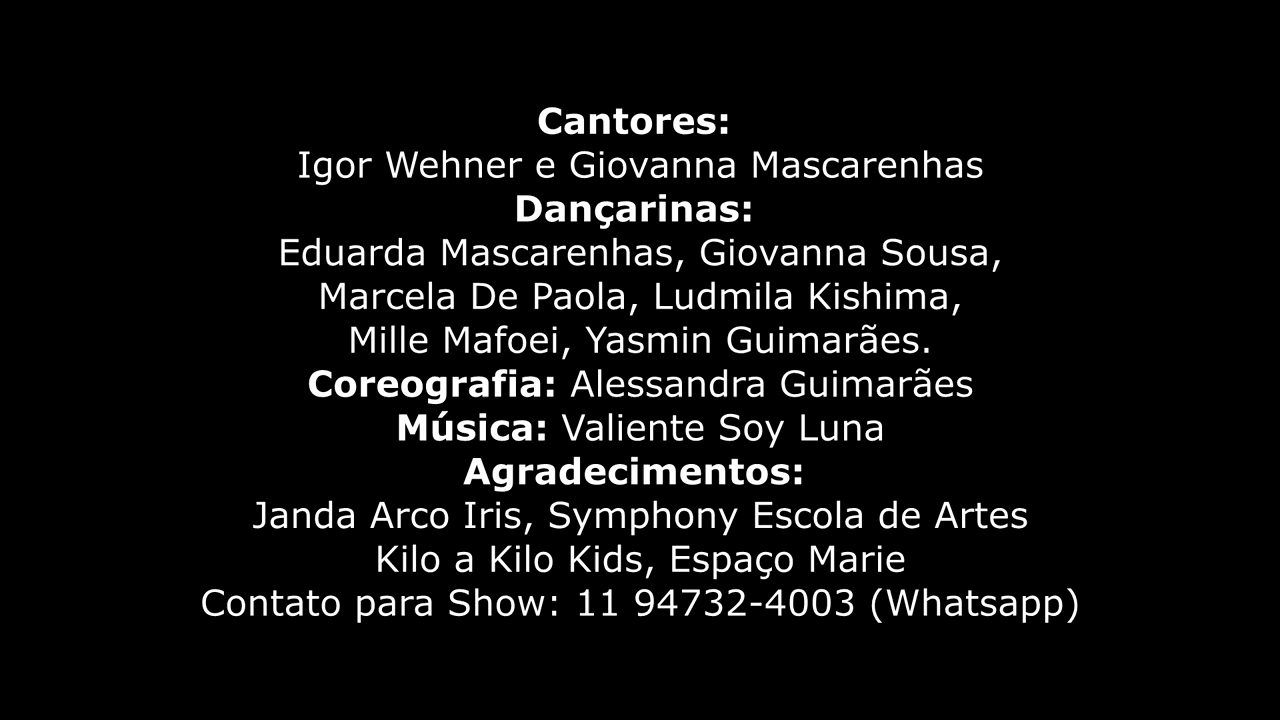 Cantores:
Igor Wehner e Giovanna Mascarenhas
Dançarinas:
Eduarda Mascarenhas, Giovanna Sousa,
Marcela De Paola, Ludmila Kishima,
Mille Mafoei, Yasmin Guimarães.
Coreografia: Alessandra Guimarães
Música: Valiente Soy Luna
Agradecimentos:
Janda Arco Iris, Symphony Escola de Artes
Kilo a Kilo Kids, Espaço Marie
Contato para Show: 11 94732-4003 (Whatsapp)